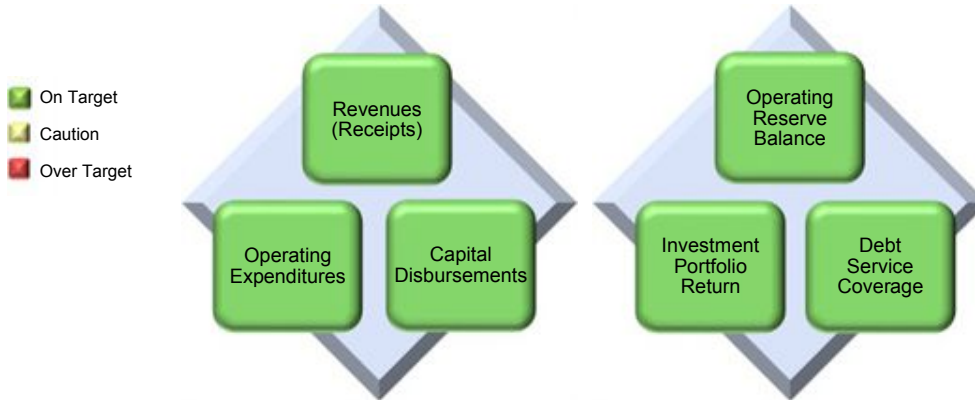 On Target
Caution
Over Target
Revenues
(Receipts)
Operating
Expenditures
Capital
Disbursements
Operating
Reserve
Balance
Investment
Portfolio
Return
Debt
Service
Coverage